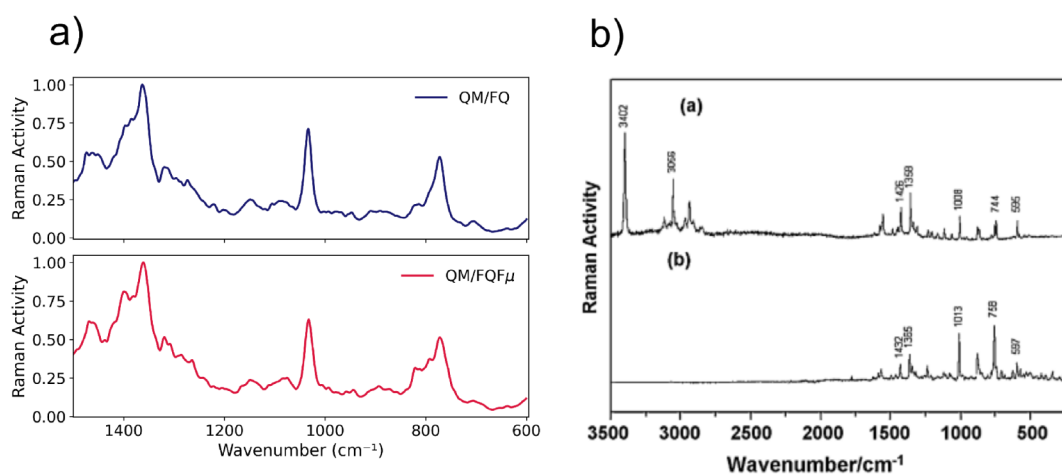 a)
Raman Activity
1.00
0.75
0.50
0.25
0.00
QM/FQ
Raman Activity
1.00
0.75
0.50
0.25
0.00
QM/FQFμ
1400 1200 1000 800 600
Wavenumber (cm⁻¹)
b)
Raman Activity
(a)
3402
3056
1426
1359
1008
744
595
(b)
1432
1365
1013
758
597
3500 3000 2500 2000 1500 1000 500
Wavenumber/cm⁻¹